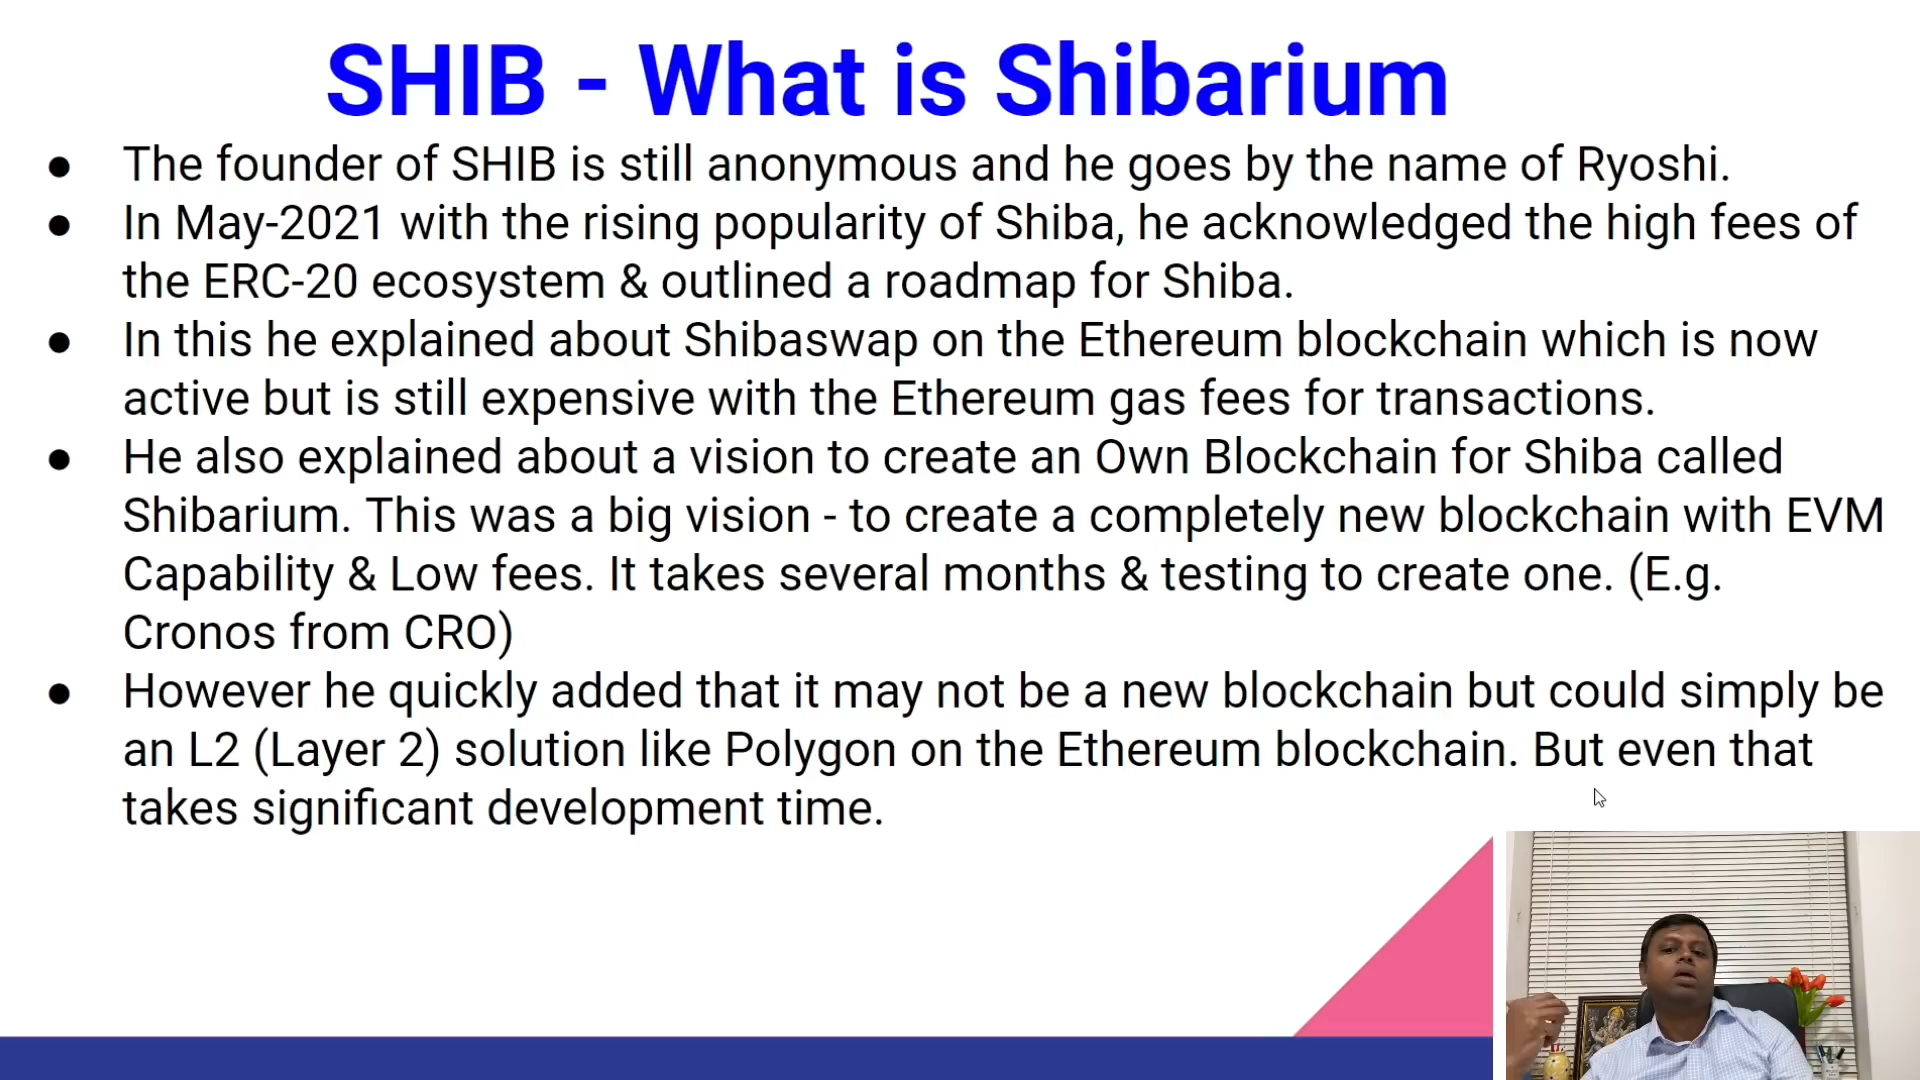 SHIB - What is Shibarium
● The founder of SHIB is still anonymous and he goes by the name of Ryoshi.
● In May-2021 with the rising popularity of Shiba, he acknowledged the high fees of
the ERC-20 ecosystem & outlined a roadmap for Shiba.
● In this he explained about Shibaswap on the Ethereum blockchain which is now
active but is still expensive with the Ethereum gas fees for transactions.
● He also explained about a vision to create an Own Blockchain for Shiba called
Shibarium. This was a big vision - to create a completely new blockchain with EVM
Capability & Low fees. It takes several months & testing to create one. (E.g.
Cronos from CRO)
● However he quickly added that it may not be a new blockchain but could simply be
an L2 (Layer 2) solution like Polygon on the Ethereum blockchain. But even that
takes significant development time.